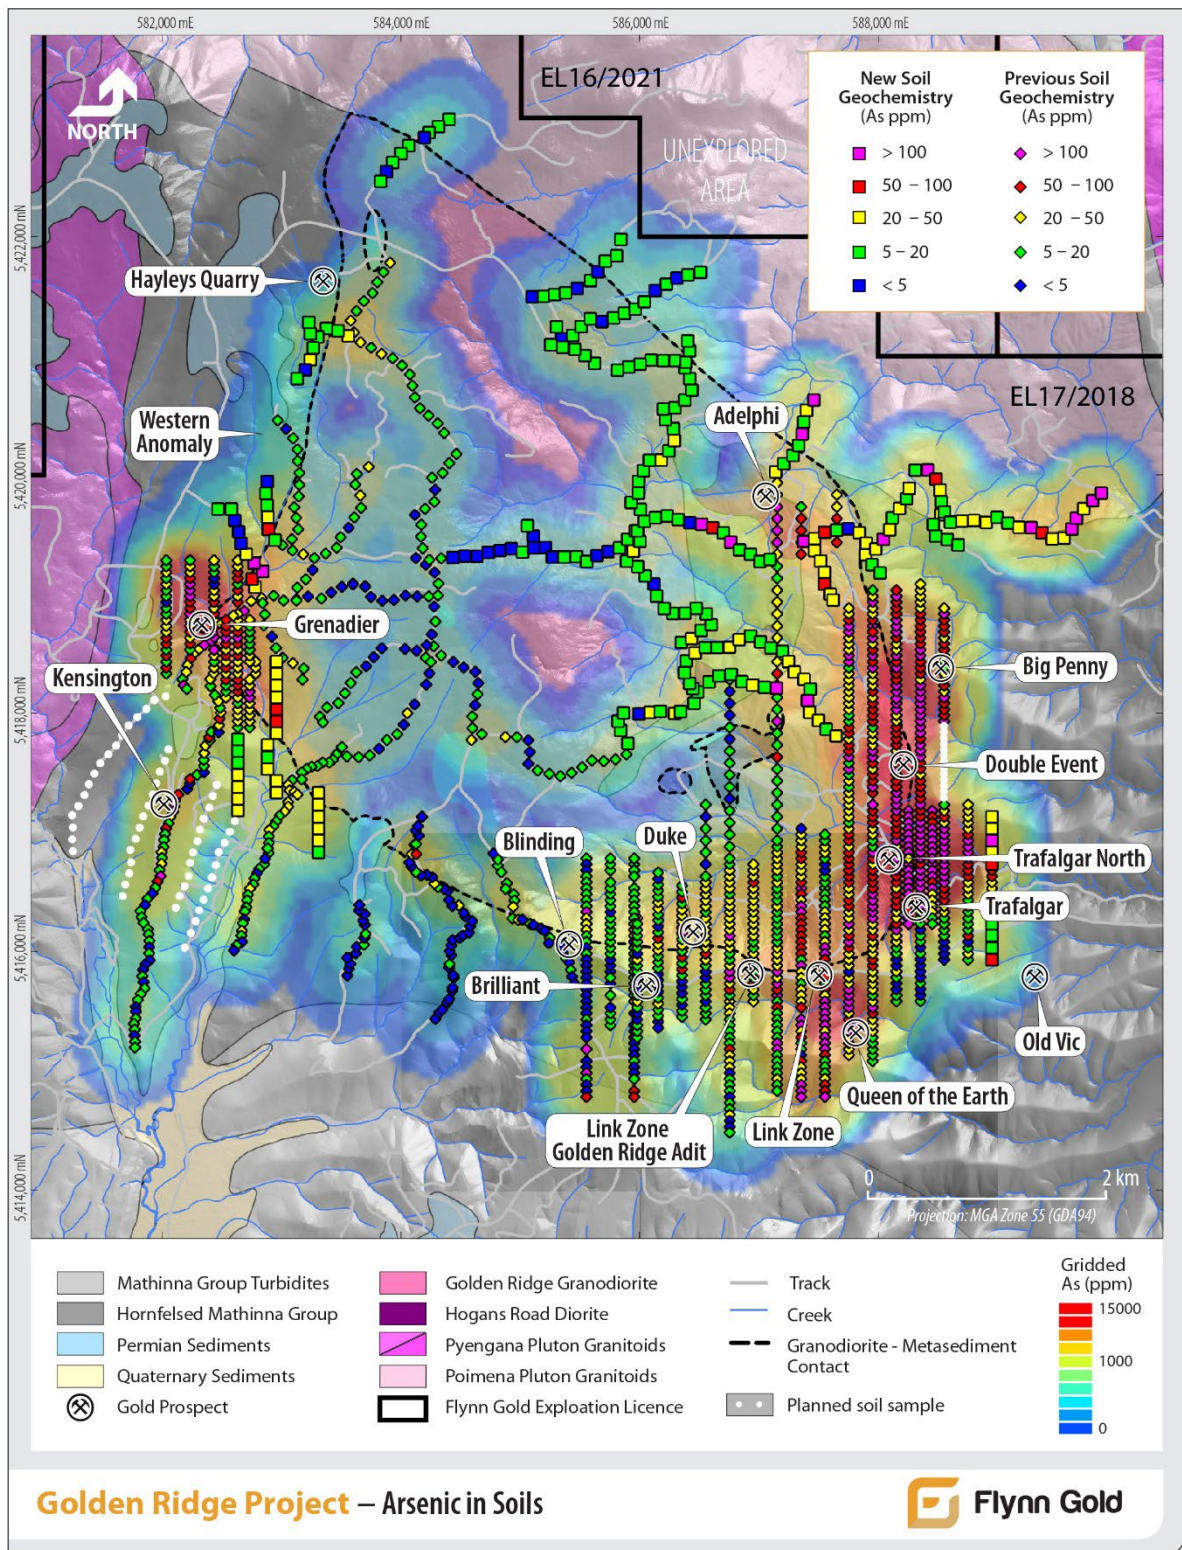 582,000 mE
584,000 mE
586,000 mE
588,000 mE
5,422,000 mN
5,420,000 mN
5,418,000 mN
5,416,000 mN
5,414,000 mN
NORTH
EL16/2021
UNEXPLORED
AREA
EL17/2018
New Soil
Geochemistry
(As ppm)
> 100
50 – 100
20 – 50
5 – 20
< 5
Previous Soil
Geochemistry
(As ppm)
> 100
50 – 100
20 – 50
5 – 20
< 5
Hayleys Quarry
Western
Anomaly
Adelphi
Grenadier
Kensington
Big Penny
Double Event
Blinding
Duke
Trafalgar North
Trafalgar
Brilliant
Old Vic
Queen of the Earth
Link Zone
Golden Ridge Adit
Link Zone
0
2 km
Projection: MGA Zone 55 (GDA94)
Mathinna Group Turbidites
Hornfelsed Mathinna Group
Permian Sediments
Quaternary Sediments
Gold Prospect
Golden Ridge Granodiorite
Hogans Road Diorite
Pyengana Pluton Granitoids
Poimena Pluton Granitoids
Flynn Gold Exploation Licence
Track
Creek
Granodiorite - Metasediment
Contact
Planned soil sample
Gridded
As (ppm)
15000
1000
0
Golden Ridge Project – Arsenic in Soils
Flynn Gold